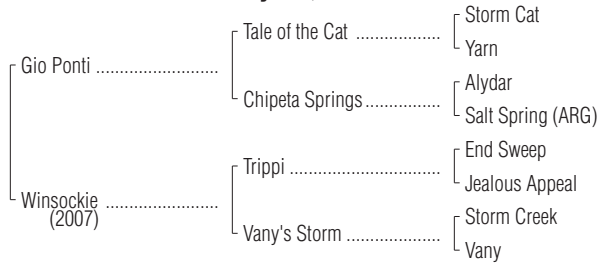 Storm Cat
Tale of the Cat ..................
Yarn
Gio Ponti ..........................
Alydar
Chipeta Springs ................
Salt Spring (ARG)
End Sweep
Trippi ................................
Jealous Appeal
Winsockie ........................
(2007)
Storm Creek
Vany's Storm ....................
Vany